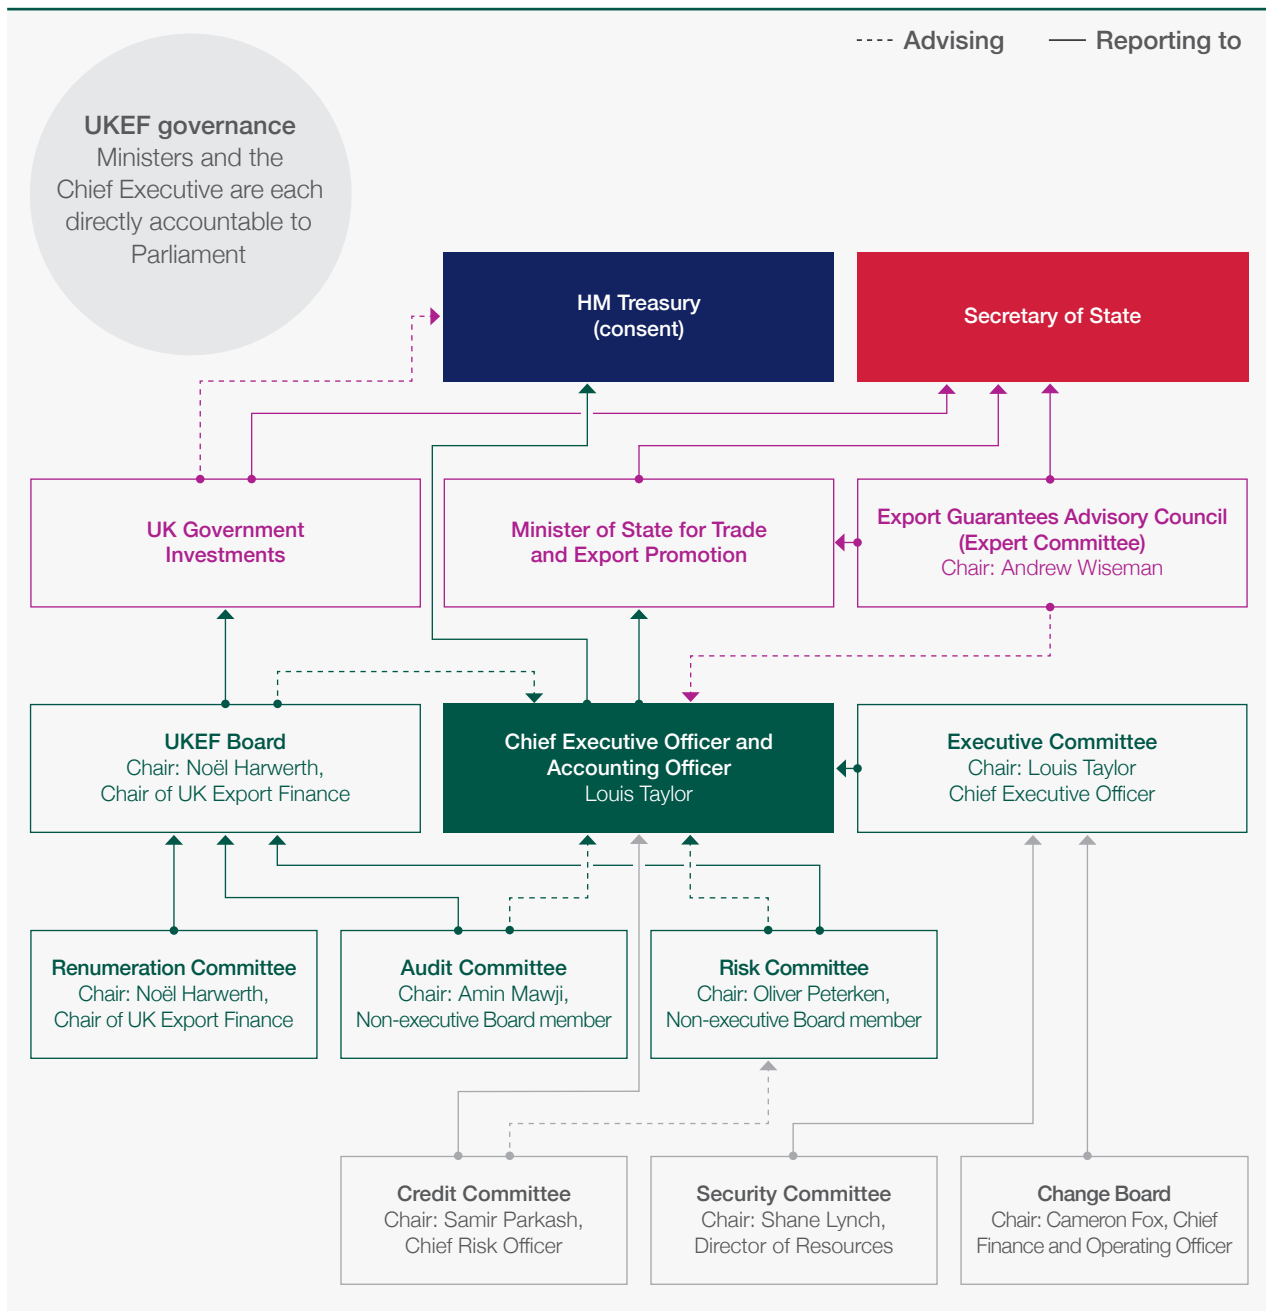 Advising
Reporting to
UKEF governance
Ministers and the
Chief Executive are each
directly accountable to
Parliament
HM Treasury
(consent)
Secretary of State
UK Government
Investments
Minister of State for Trade
and Export Promotion
Export Guarantees Advisory Council
(Expert Committee)
Chair: Andrew Wiseman
UKEF Board
Chair: Noël Harwerth,
Chair of UK Export Finance
Chief Executive Officer and
Accounting Officer
Louis Taylor
Executive Committee
Chair: Louis Taylor
Chief Executive Officer
Renumeration Committee
Chair: Noël Harwerth,
Chair of UK Export Finance
Audit Committee
Chair: Amin Mawji,
Non-executive Board member
Risk Committee
Chair: Oliver Peterken,
Non-executive Board member
Credit Committee
Chair: Samir Parkash,
Chief Risk Officer
Security Committee
Chair: Shane Lynch,
Director of Resources
Change Board
Chair: Cameron Fox, Chief
Finance and Operating Officer